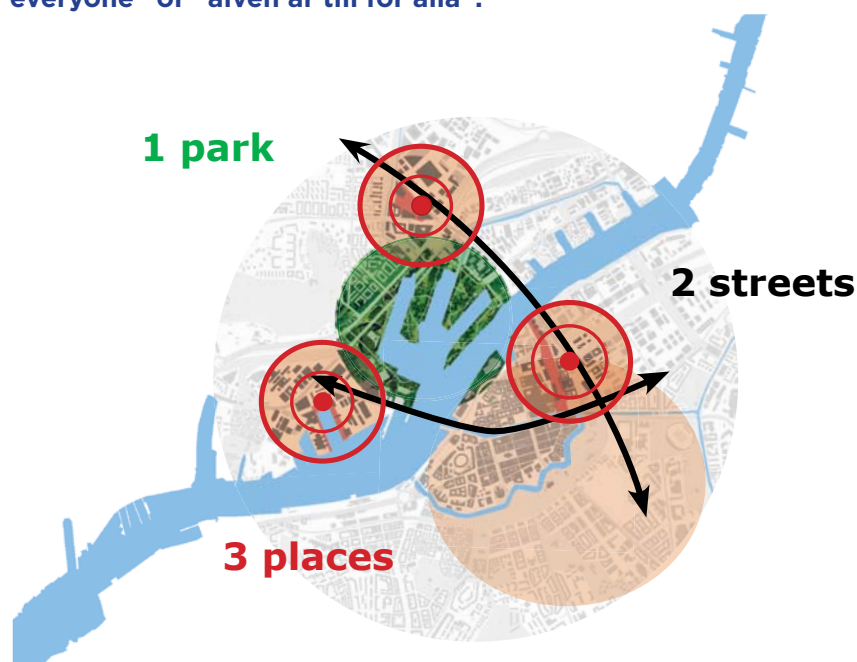 everyone” or “älven är till för alla”.
1 park
2 streets
3 places